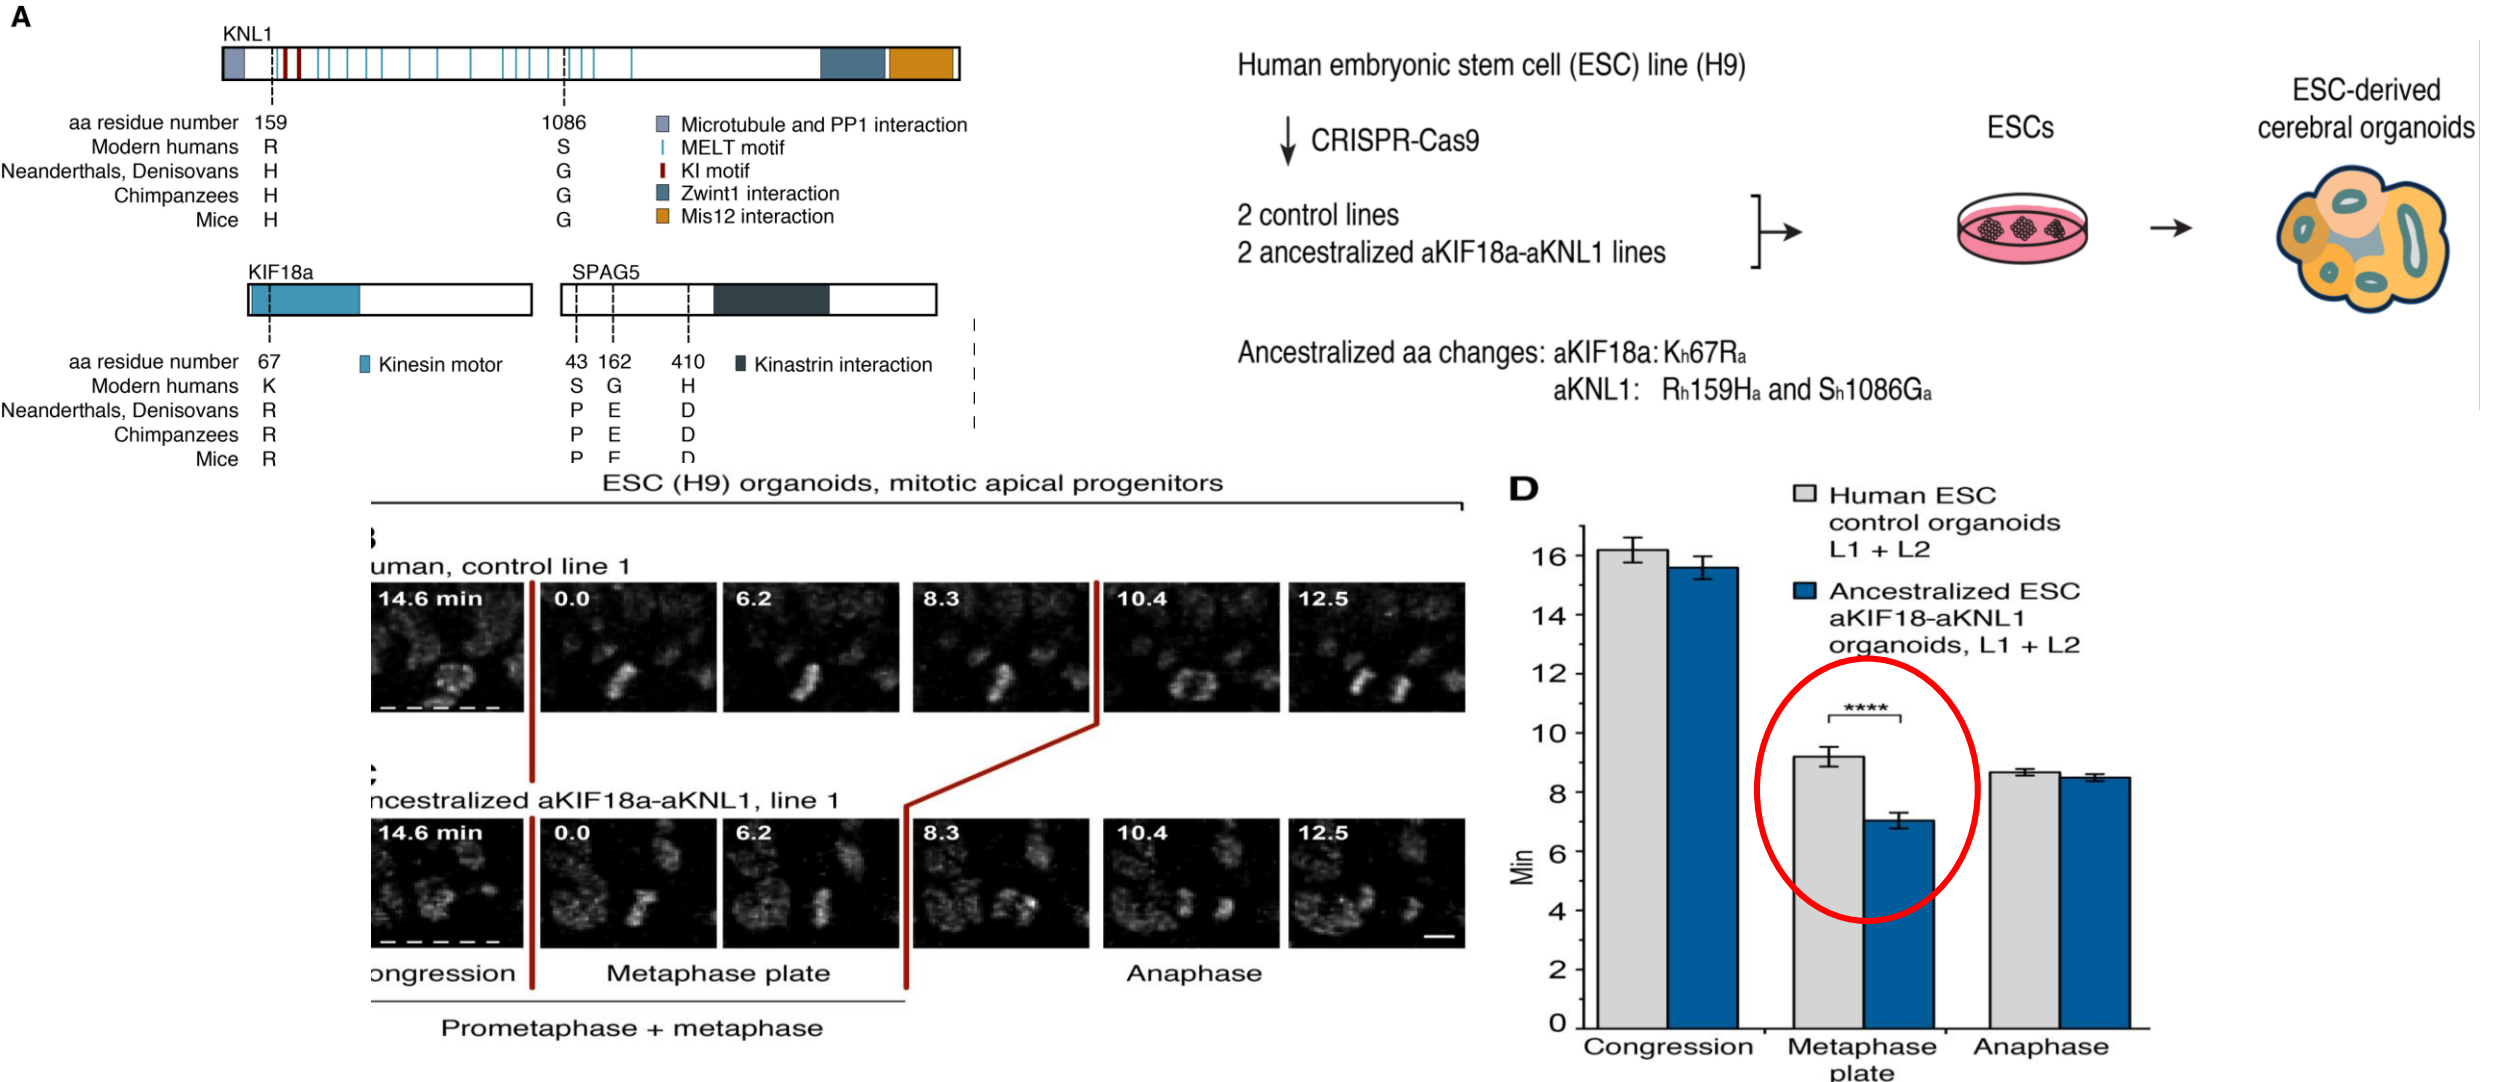 A
KNL1
aa residue number 159 1086
Modern humans R S
Neanderthals, Denisovans H G
Chimpanzees H G
Mice H G
Microtubule and PP1 interaction
MELT motif
KI motif
Zwint1 interaction
Mis12 interaction
KIF18a
SPAG5
aa residue number 67
Modern humans K
Neanderthals, Denisovans R
Chimpanzees R
Mice R
Kinesin motor
43 162 410
S G H
P E D
P E D
P E D
Kinastrin interaction
Human embryonic stem cell (ESC) line (H9)
CRISPR-Cas9
2 control lines
2 ancestralized aKIF18a-aKNL1 lines
ESCs
ESC-derived
cerebral organoids
Ancestralized aa changes: aKIF18a: Kh67Ra
aKNL1: Rh159Ha and Sh1086Ga
ESC (H9) organoids, mitotic apical progenitors
uman, control line 1
14.6 min 0.0 6.2 8.3 10.4 12.5
ncestralized aKIF18a-aKNL1, line 1
14.6 min 0.0 6.2 8.3 10.4 12.5
ongression Metaphase plate Anaphase
Prometaphase + metaphase
D
Human ESC
control organoids
L1 + L2
Ancestralized ESC
aKIF18-aKNL1
organoids, L1 + L2
****
Min
16
14
12
10
8
6
4
2
0
Congression
Metaphase
plate
Anaphase